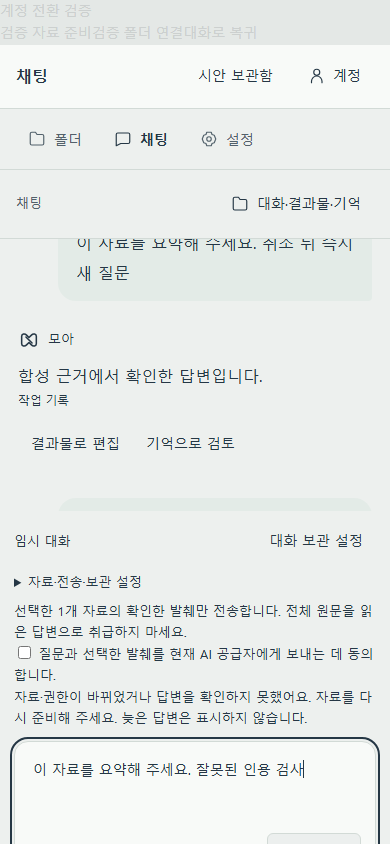 계정 전환 검증
검증 자료 준비검증 폴더 연결대화로 복귀
채팅
시안 보관함
계정
폴더
채팅
설정
채팅
대화·결과물·기억
이 자료를 요약해 주세요. 취소 뒤 즉시
새 질문
모아
합성 근거에서 확인한 답변입니다.
작업 기록
결과물로 편집
기억으로 검토
임시 대화
대화 보관 설정
자료·전송·보관 설정
선택한 1개 자료의 확인한 발췌만 전송합니다. 전체 원문을 읽
은 답변으로 취급하지 마세요.
질문과 선택한 발췌를 현재 AI 공급자에게 보내는 데 동의
합니다.
자료·권한이 바뀌었거나 답변을 확인하지 못했어요. 자료를 다
시 준비해 주세요. 늦은 답변은 표시하지 않습니다.
이 자료를 요약해 주세요. 잘못된 인용 검사